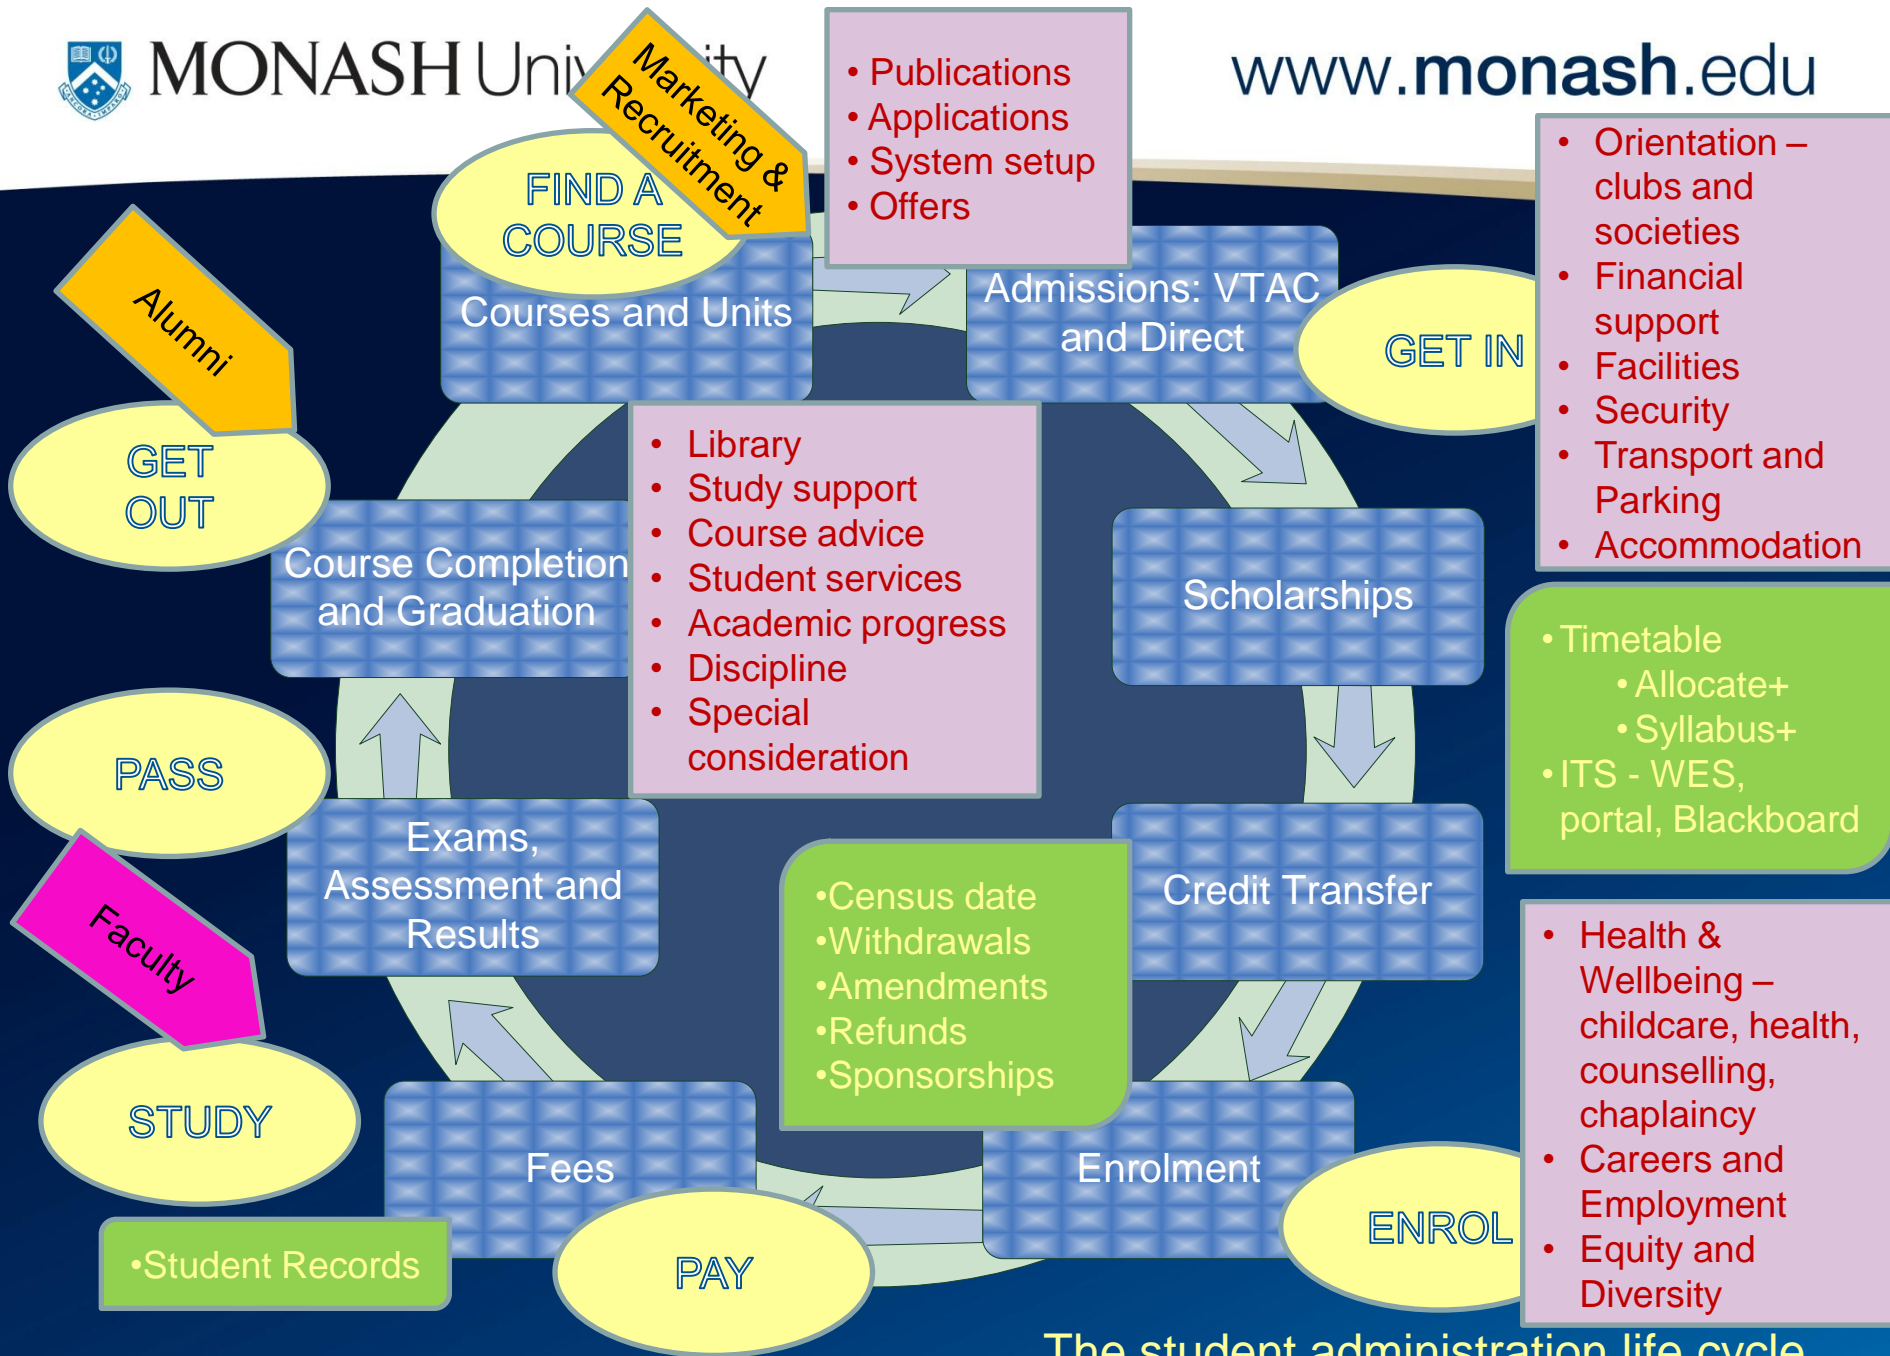 MONASH University
www.monash.edu
Marketing &
Recruitment
• Publications
• Applications
• System setup
• Offers
FIND A
COURSE
Courses and Units
Admissions: VTAC
and Direct
GET IN
• Orientation –
clubs and
societies
• Financial
support
• Facilities
• Security
• Transport and
Parking
• Accommodation
Alumni
GET
OUT
Course Completion
and Graduation
• Library
• Study support
• Course advice
• Student services
• Academic progress
• Discipline
• Special
consideration
Scholarships
• Timetable
• Allocate+
• Syllabus+
• ITS - WES,
portal, Blackboard
PASS
Exams,
Assessment and
Results
Faculty
•Census date
•Withdrawals
•Amendments
•Refunds
•Sponsorships
Credit Transfer
• Health &
Wellbeing –
childcare, health,
counselling,
chaplaincy
• Careers and
Employment
• Equity and
Diversity
STUDY
Fees
Enrolment
ENROL
•Student Records
PAY
The student administration life cycle